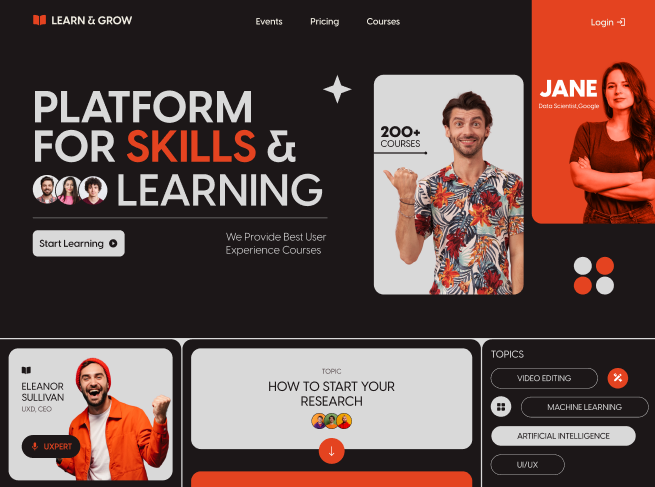 LEARN & GROW
Events
Pricing
Courses
Login
PLATFORM
FOR SKILLS &
LEARNING
Start Learning
We Provide Best User
Experience Courses
200+
COURSES
JANE
Data Scientist,Google
ELEANOR
SULLIVAN
UXD, CEO
UXPERT
TOPIC
HOW TO START YOUR
RESEARCH
TOPICS
VIDEO EDITING
MACHINE LEARNING
ARTIFICIAL INTELLIGENCE
UI/UX